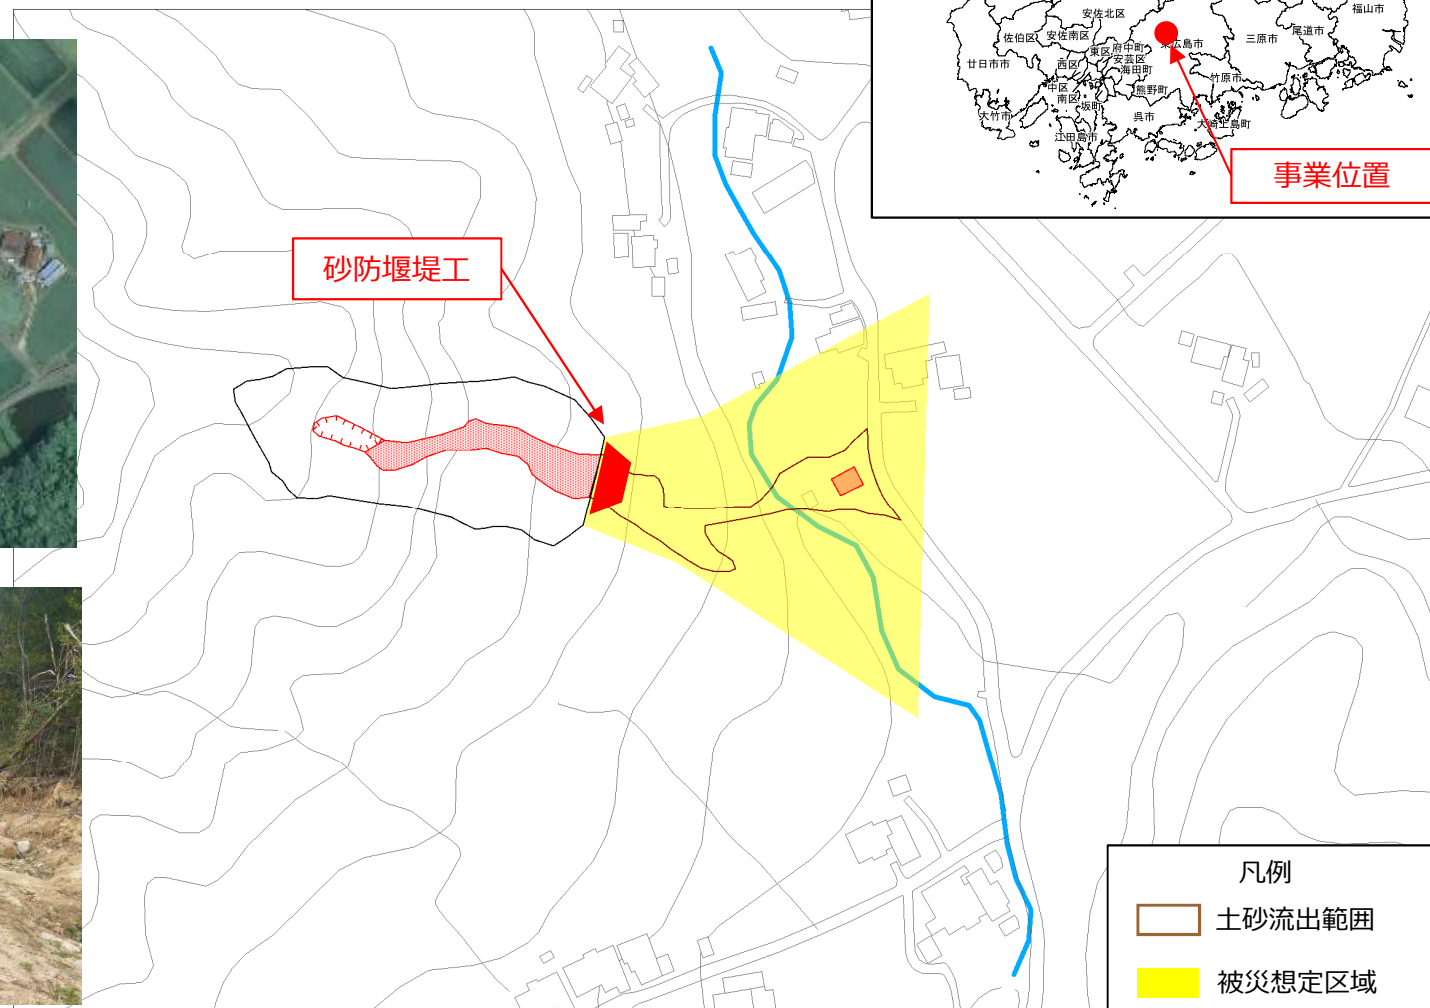 安佐北区
福山市
佐伯区
安佐南区
東広島市
三原市
尾道市
東区
府中町
安芸区
海田町
廿日市市
西区
竹原市
中区
南区
坂町
熊野町
大竹市
呉市
大崎上島町
江田島市
事業位置
砂防堰堤工
凡例
土砂流出範囲
被災想定区域